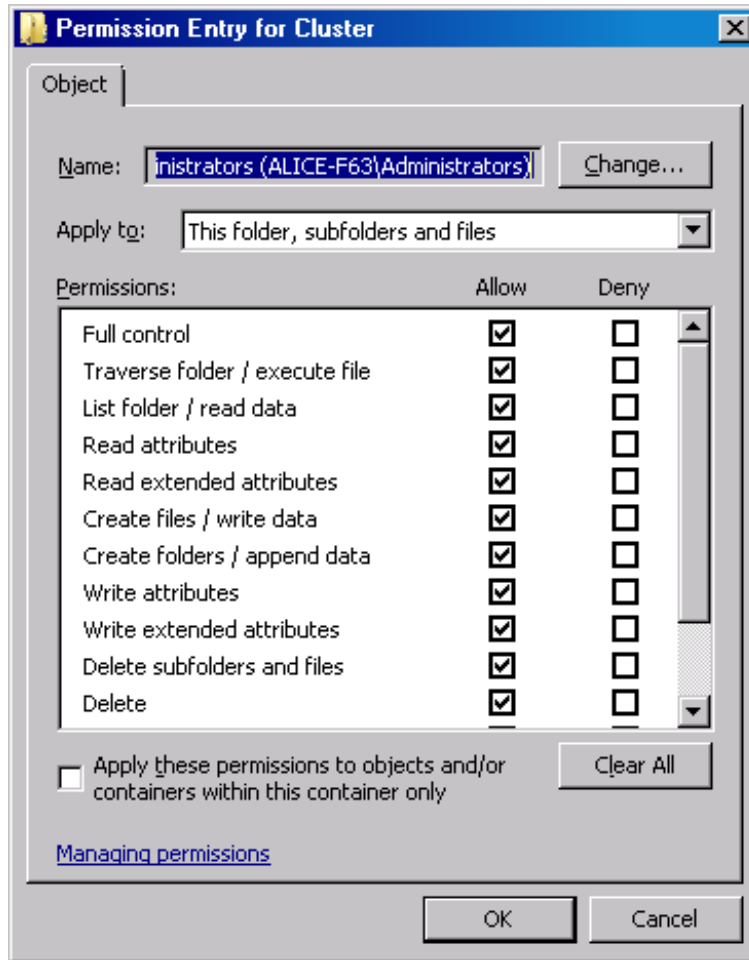 Permission Entry for Cluster
Object
Name: inistrators (ALICE-F63\Administrators) Change...
Apply to: This folder, subfolders and files
Permissions: Allow Deny
Full control
Traverse folder / execute file
List folder / read data
Read attributes
Read extended attributes
Create files / write data
Create folders / append data
Write attributes
Write extended attributes
Delete subfolders and files
Delete
Apply these permissions to objects and/or
containers within this container only
Clear All
Managing permissions
OK Cancel